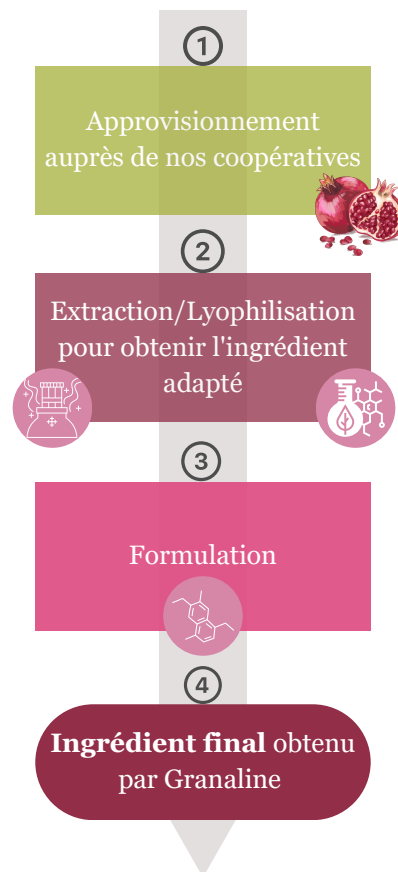 1
Approvisionnement
auprès de nos coopératives
2
Extraction/Lyophilisation
pour obtenir l'ingrédient
adapté
3
Formulation
4
Ingrédient final obtenu
par Granaline